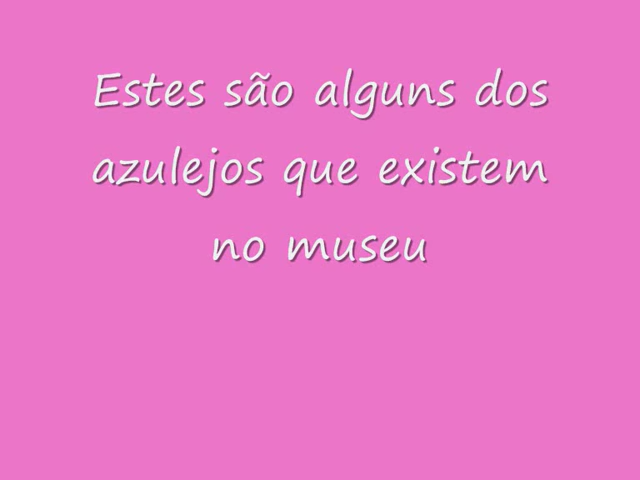 Estes são alguns dos
azulejos que existem
no museu